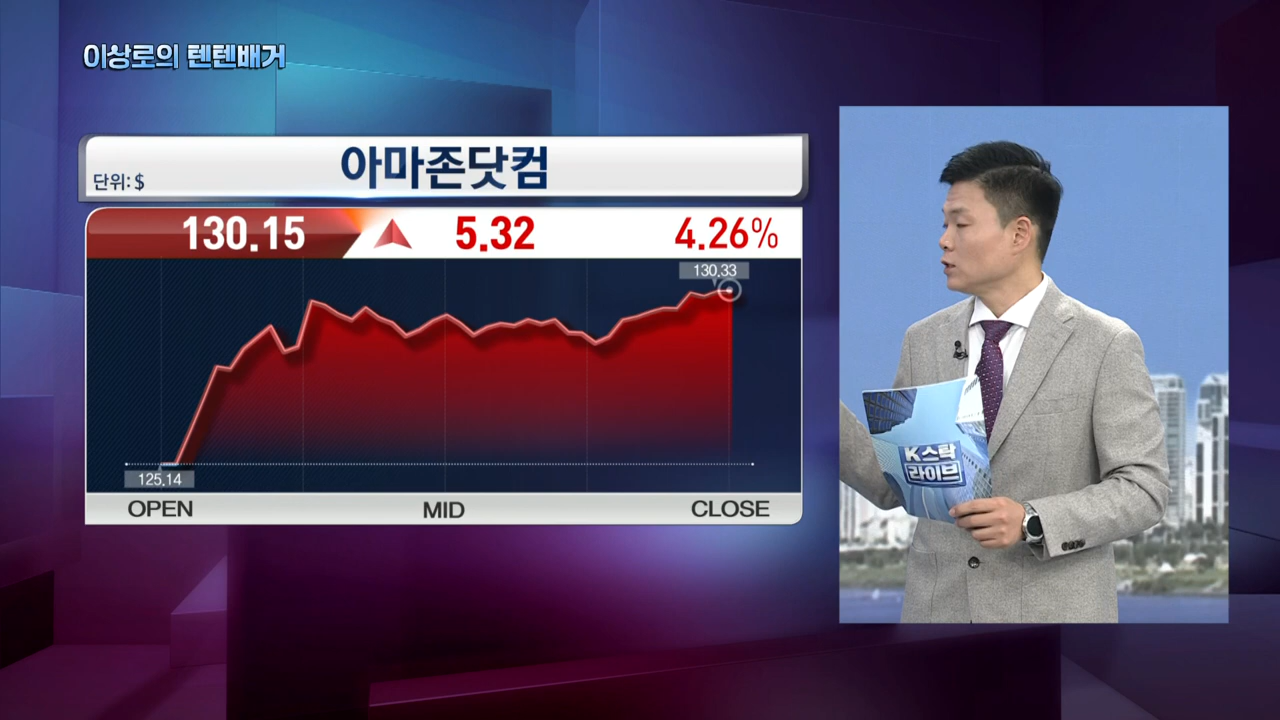 이상로의 텐텐배거
아마존닷컴
단위: $
130.15 5.32 4.26%
130.33
125.14
OPEN MID CLOSE
K스탁
라이브